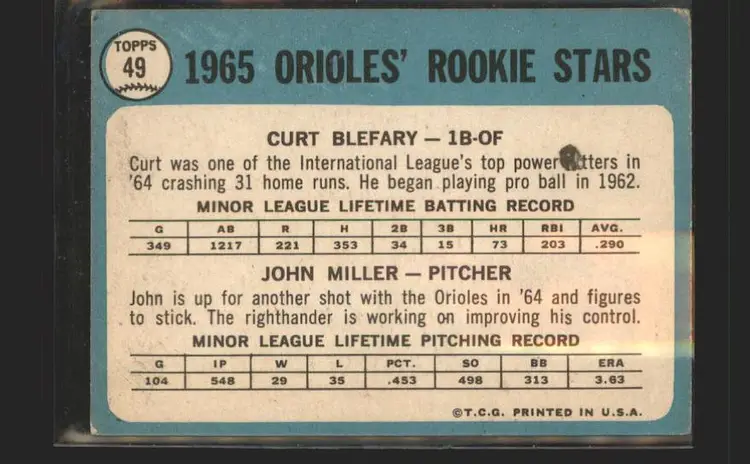 TOPPS
49
1965 ORIOLES' ROOKIE STARS
CURT BLEFARY — 1B-OF
Curt was one of the International League's top power in
'64 crashing 31 home runs. He began playing pro ball in 1962.
MINOR LEAGUE LIFETIME BATTING RECORD
G AB R H 2B 3B HR RBI AVG.
349 1217 221 353 34 15 73 203 .290
JOHN MILLER — PITCHER
John is up for another shot with the Orioles in '64 and figures
to stick. The righthander is working on improving his control.
MINOR LEAGUE LIFETIME PITCHING RECORD
G IP W L PCT. SO BB ERA
104 548 29 35 .453 498 313 3.63
©T.C.G. PRINTED IN U.S.A.